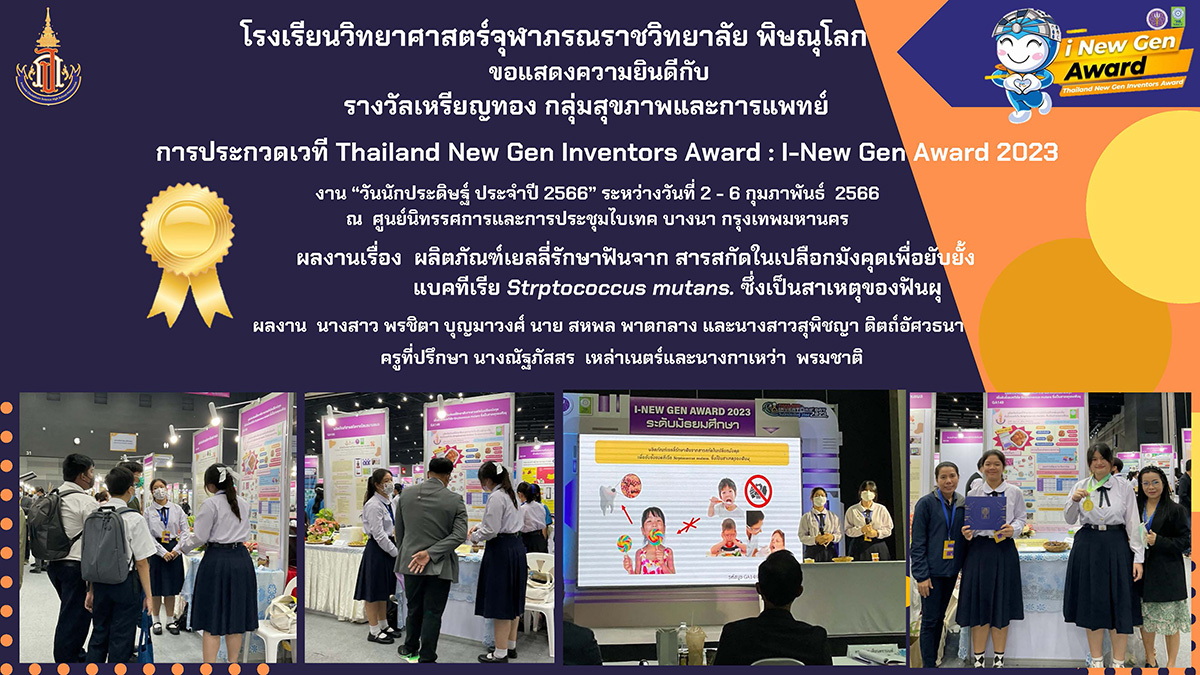 โรงเรียนวิทยาศาสตร์จุฬาภรณราชวิทยาลัย พิษณุโลก
ขอแสดงความยินดีกับ
รางวัลเหรียญทอง กลุ่มสุขภาพและการแพทย์
การประกวดเวที Thailand New Gen Inventors Award : I-New Gen Award 2023
งาน “วันนักประดิษฐ์ ประจำปี 2566” ระหว่างวันที่ 2 - 6 กุมภาพันธ์ 2566
ณ ศูนย์นิทรรศการและการประชุมไบเทค บางนา กรุงเทพมหานคร
ผลงานเรื่อง ผลิตภัณฑ์เยลลี่รักษาฟันจาก สารสกัดในเปลือกมังคุดเพื่อยับยั้ง
แบคทีเรีย Strptococcus mutans. ซึ่งเป็นสาเหตุของฟันผุ
ผลงาน นางสาว พรชิตา บุญมาวงศ์ นาย สหพล พาดกลาง และนางสาวสุพิชญา ดิตถ์อัศวธนา
ครูที่ปรึกษา นางณัฐภัสสร เหล่าเนตร์และนางกาเหว่า พรมชาติ
i New Gen
Award
Thailand New Gen Inventors Award
I-NEW GEN AWARD 2023
ระดับมัธยมศึกษา